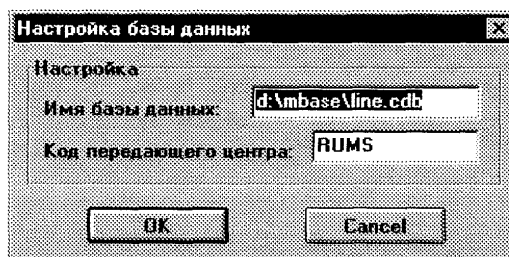 Настройка базы данных
Настройка
Имя базы данных: d:\mbase\line.cdb
Код передающего центра: RUMS
OK Cancel